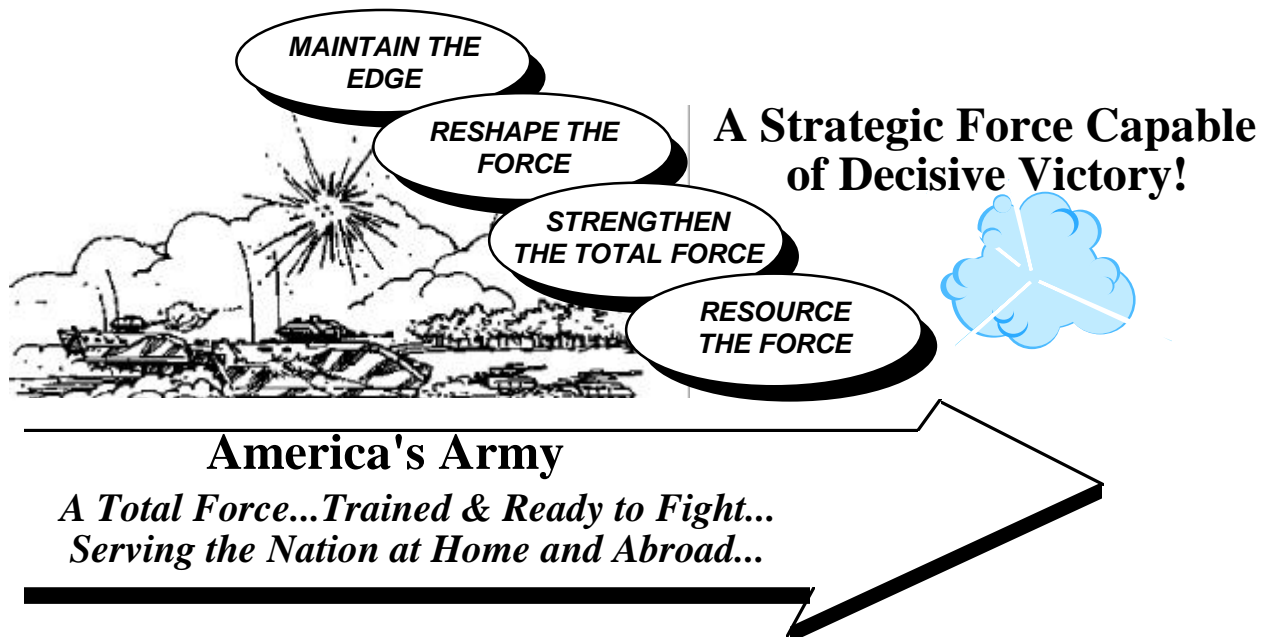 MAINTAIN THE
EDGE
RESHAPE THE
FORCE
A Strategic Force Capable
of Decisive Victory!
STRENGTHEN
THE TOTAL FORCE
RESOURCE
THE FORCE
America's Army
A Total Force...Trained & Ready to Fight...
Serving the Nation at Home and Abroad...